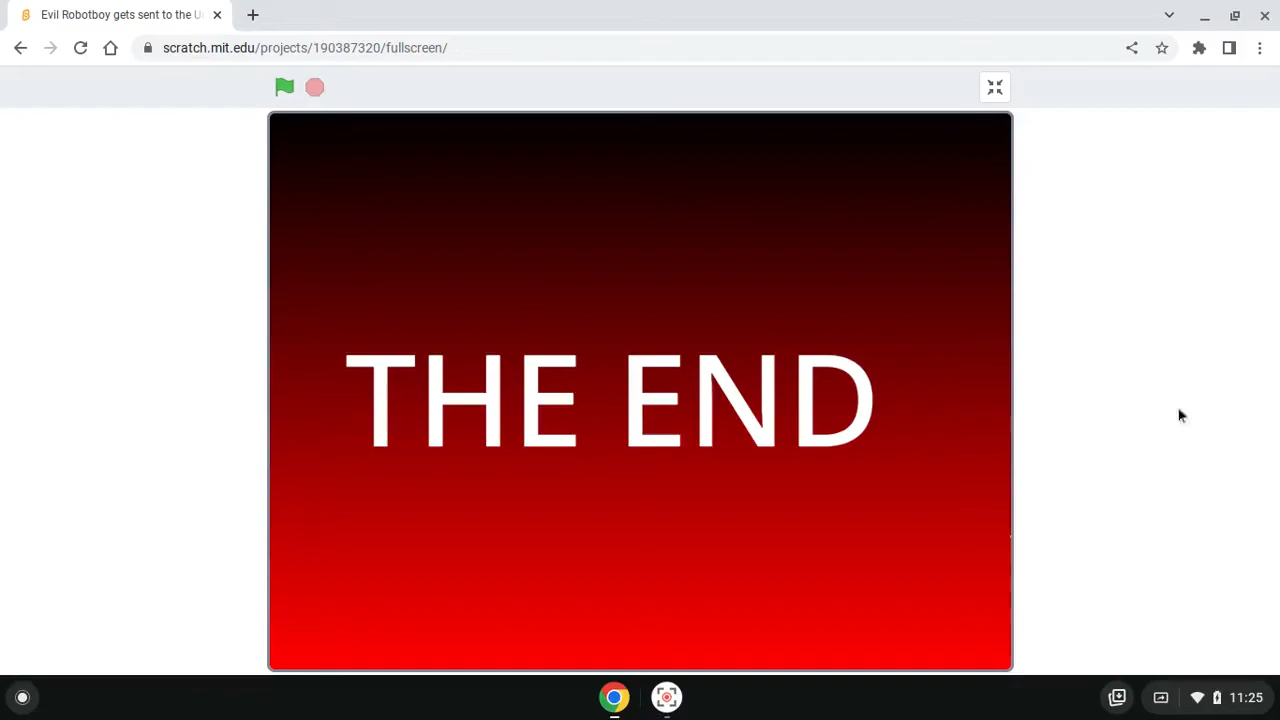 Evil Robotboy gets sent to the U
scratch.mit.edu/projects/190387320/fullscreen/
THE END
11:25